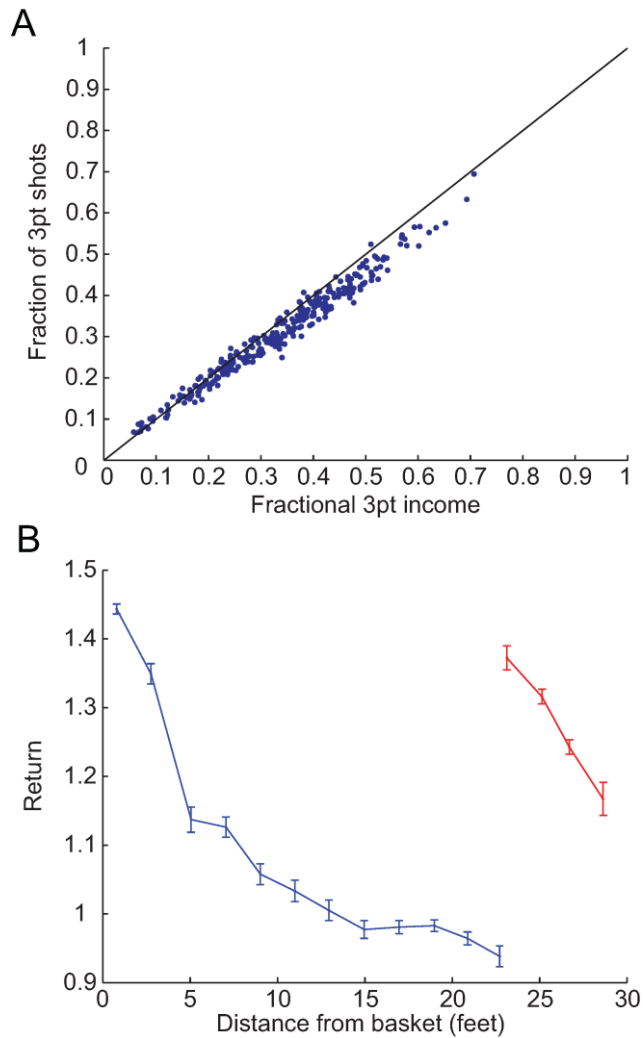 A
1
0.9
0.8
0.7
0.6
0.5
0.4
0.3
0.2
0.1
0
0.1 0.2 0.3 0.4 0.5 0.6 0.7 0.8 0.9 1
Fraction of 3pt shots
Fractional 3pt income
B
1.5
1.4
1.3
1.2
1.1
1
0.9
0 5 10 15 20 25 30
Return
Distance from basket (feet)